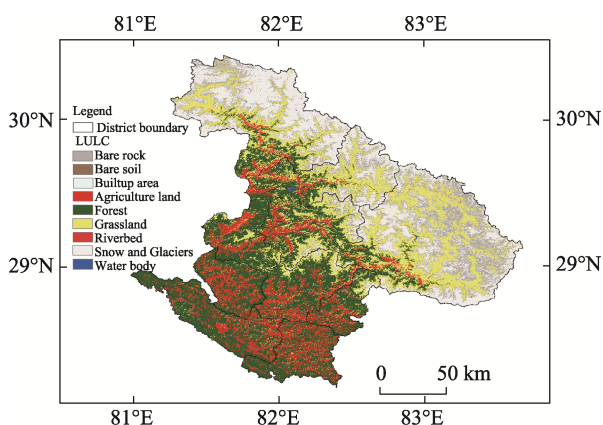 81°E 82°E 83°E
30°N 30°N
29°N 29°N
Legend
District boundary
LULC
Bare rock
Bare soil
Builtup area
Agriculture land
Forest
Grassland
Riverbed
Snow and Glaciers
Water body
0 50 km
81°E 82°E 83°E